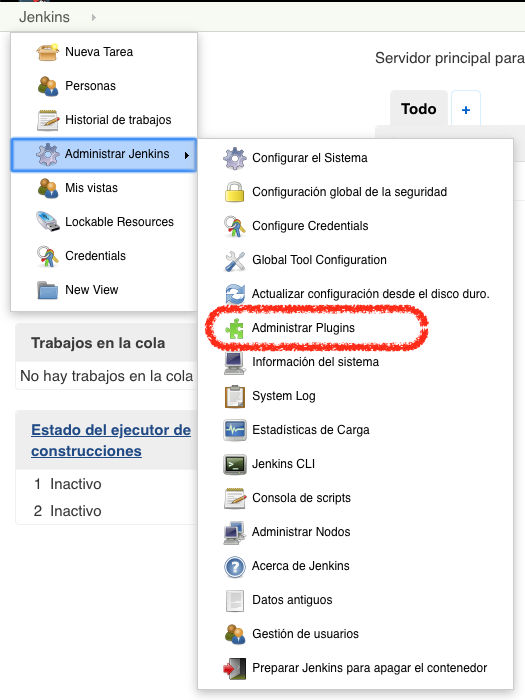 Jenkins
Nueva Tarea
Personas
Historial de trabajos
Administrar Jenkins
Mis vistas
Lockable Resources
Credentials
New View
Servidor principal para
Todo
+
Configurar el Sistema
Configuración global de la seguridad
Configure Credentials
Global Tool Configuration
Actualizar configuración desde el disco duro.
Administrar Plugins
Información del sistema
System Log
Estadísticas de Carga
Jenkins CLI
Consola de scripts
Administrar Nodos
Acerca de Jenkins
Datos antiguos
Gestión de usuarios
Preparar Jenkins para apagar el contenedor
Trabajos en la cola
No hay trabajos en la cola
Estado del ejecutor de
construcciones
1 Inactivo
2 Inactivo